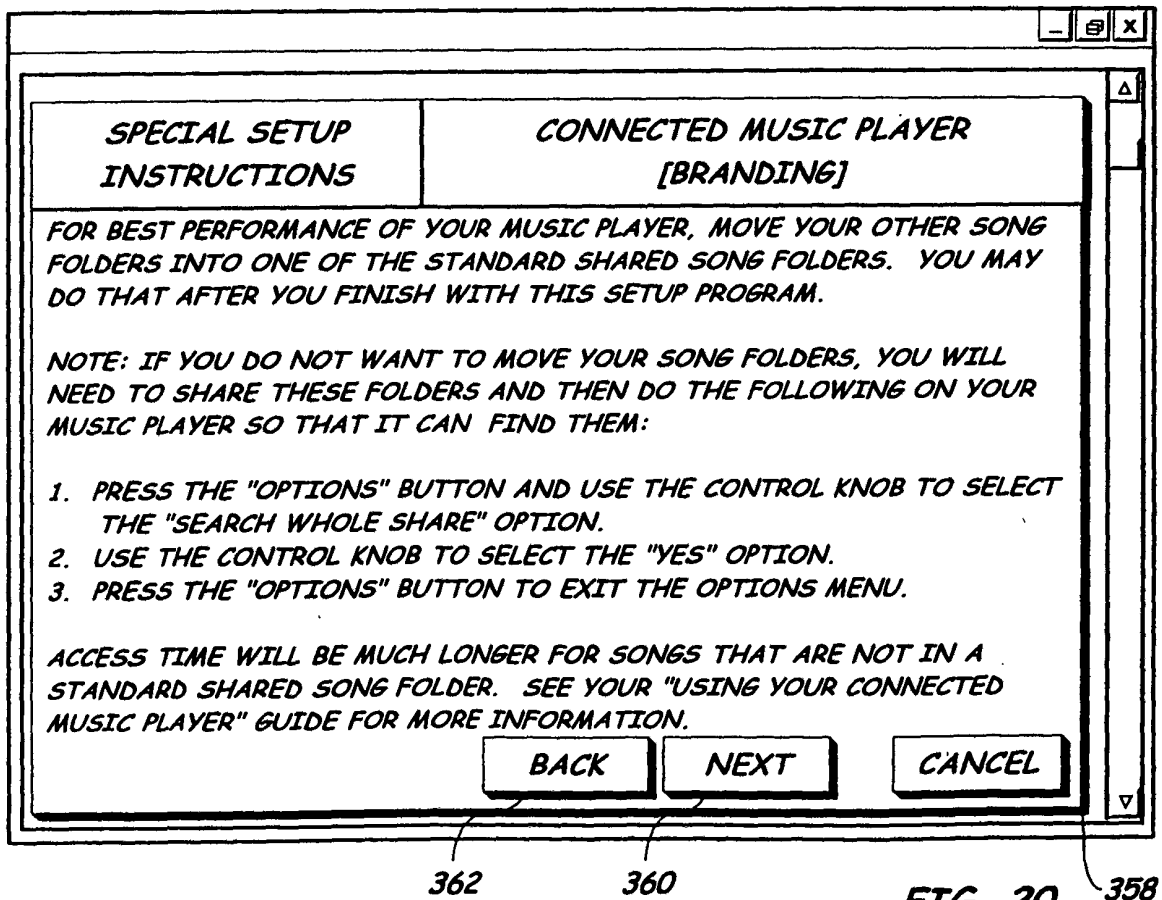 SPECIAL SETUP
INSTRUCTIONS
CONNECTED MUSIC PLAYER
[BRANDING]
FOR BEST PERFORMANCE OF YOUR MUSIC PLAYER, MOVE YOUR OTHER SONG
FOLDERS INTO ONE OF THE STANDARD SHARED SONG FOLDERS. YOU MAY
DO THAT AFTER YOU FINISH WITH THIS SETUP PROGRAM.
NOTE: IF YOU DO NOT WANT TO MOVE YOUR SONG FOLDERS, YOU WILL
NEED TO SHARE THESE FOLDERS AND THEN DO THE FOLLOWING ON YOUR
MUSIC PLAYER SO THAT IT CAN FIND THEM:
1. PRESS THE "OPTIONS" BUTTON AND USE THE CONTROL KNOB TO SELECT
THE "SEARCH WHOLE SHARE" OPTION.
2. USE THE CONTROL KNOB TO SELECT THE "YES" OPTION.
3. PRESS THE "OPTIONS" BUTTON TO EXIT THE OPTIONS MENU.
ACCESS TIME WILL BE MUCH LONGER FOR SONGS THAT ARE NOT IN A
STANDARD SHARED SONG FOLDER. SEE YOUR "USING YOUR CONNECTED
MUSIC PLAYER" GUIDE FOR MORE INFORMATION.
BACK NEXT CANCEL
362 360 358